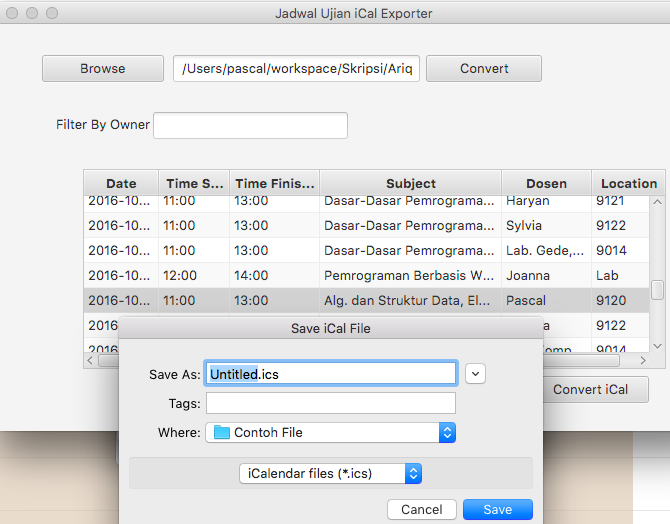 Jadwal Ujian iCal Exporter
Browse /Users/pascal/workspace/Skripsi/Ariq Convert
Filter By Owner
Date Time S... Time Finis... Subject Dosen Location
2016-10... 11:00 13:00 Dasar-Dasar Pemrograma... Haryan 9121
2016-10... 11:00 13:00 Dasar-Dasar Pemrograma... Sylvia 9122
2016-10... 11:00 13:00 Dasar-Dasar Pemrograma... Lab. Gede,... 9014
2016-10... 12:00 14:00 Pemrograman Berbasis W... Joanna Lab
2016-10... 11:00 13:00 Alg. dan Struktur Data, El... Pascal 9120
2016 9122
2016 9014
Convert iCal
Save iCal File
Save As: Untitled.ics
Tags:
Where: Contoh File
iCalendar files (*.ics)
Cancel Save